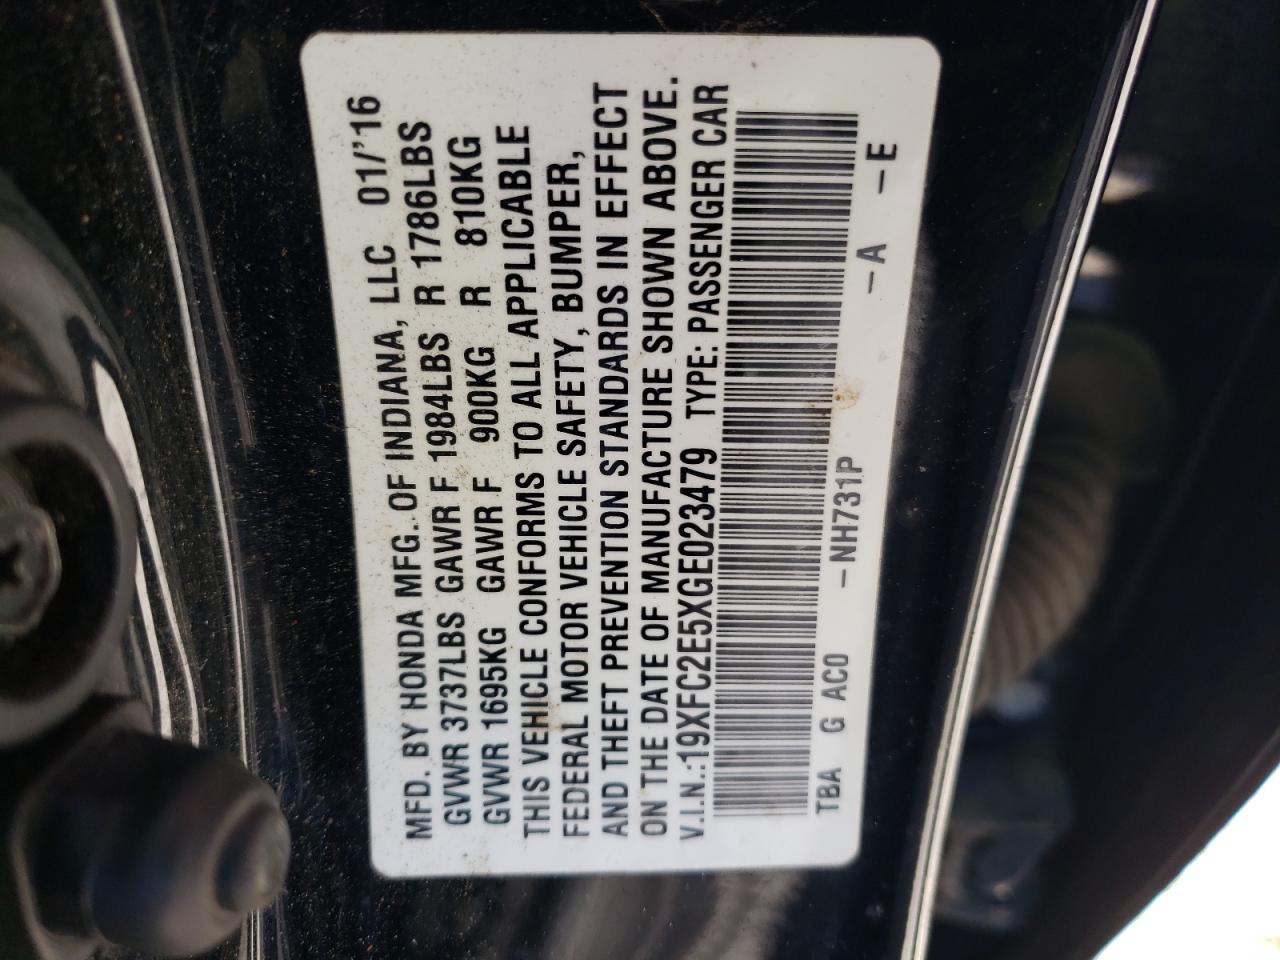 MFD. BY HONDA MFG. OF INDIANA, LLC 01/'16
GVWR 3737LBS GAWR F 1984LBS R 1786LBS
GVWR 1695KG GAWR F 900KG R 810KG
THIS VEHICLE CONFORMS TO ALL APPLICABLE
FEDERAL MOTOR VEHICLE SAFETY, BUMPER,
AND THEFT PREVENTION STANDARDS IN EFFECT
ON THE DATE OF MANUFACTURE SHOWN ABOVE.
V.I.N.:19XFC2E5XGE023479 TYPE: PASSENGER CAR
TBA G AC0 -NH731P -A -E